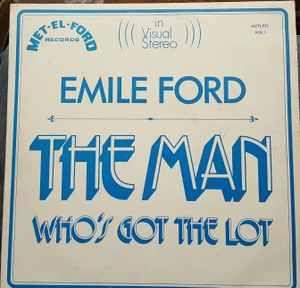 MET-EL-FORD
RECORDS
in
Visual
Stereo
EMILE FORD
THE MAN
WHO'S GOT THE LOT